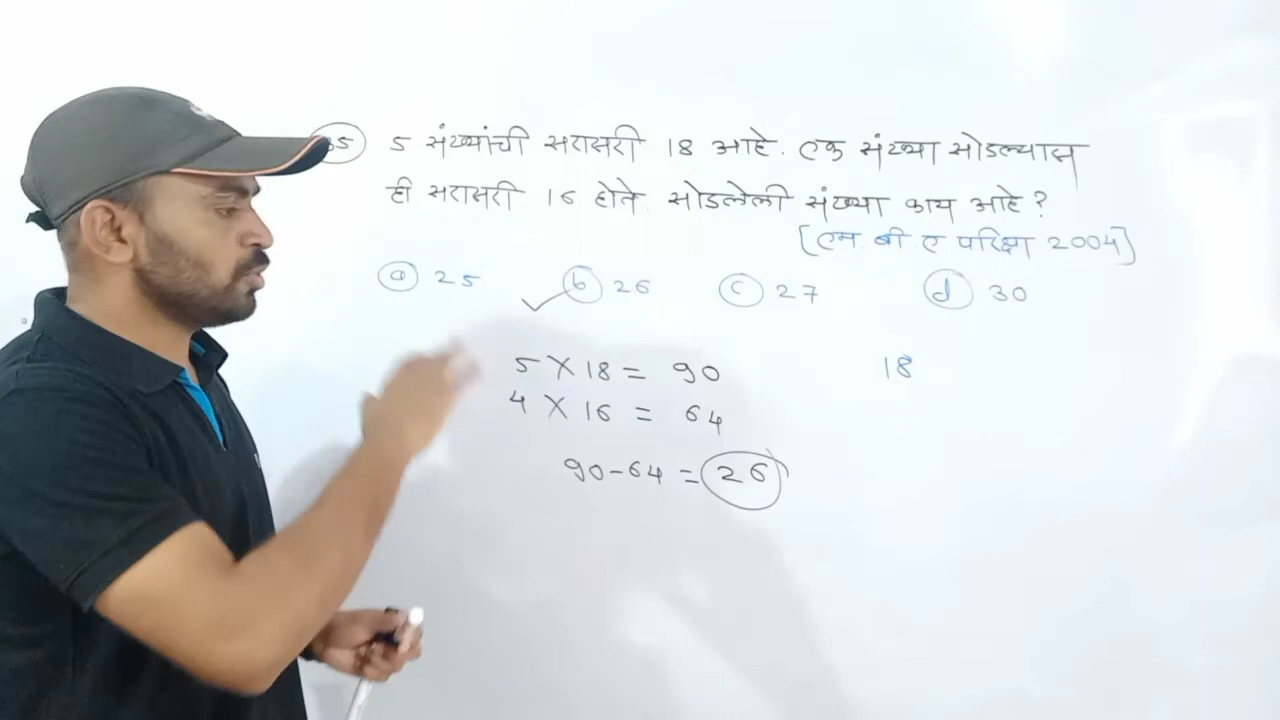 5 संख्यांची सरासरी 18 आहे. एक संख्या सोडल्यास
ही सरासरी 16 होते. सोडलेली संख्या काय आहे?
[एम. बी ए परिक्षा 2004]
(a) 25 (b) 26 (c) 27 (d) 30
5 × 18 = 90
18
4 × 16 = 64
90-64 = 26